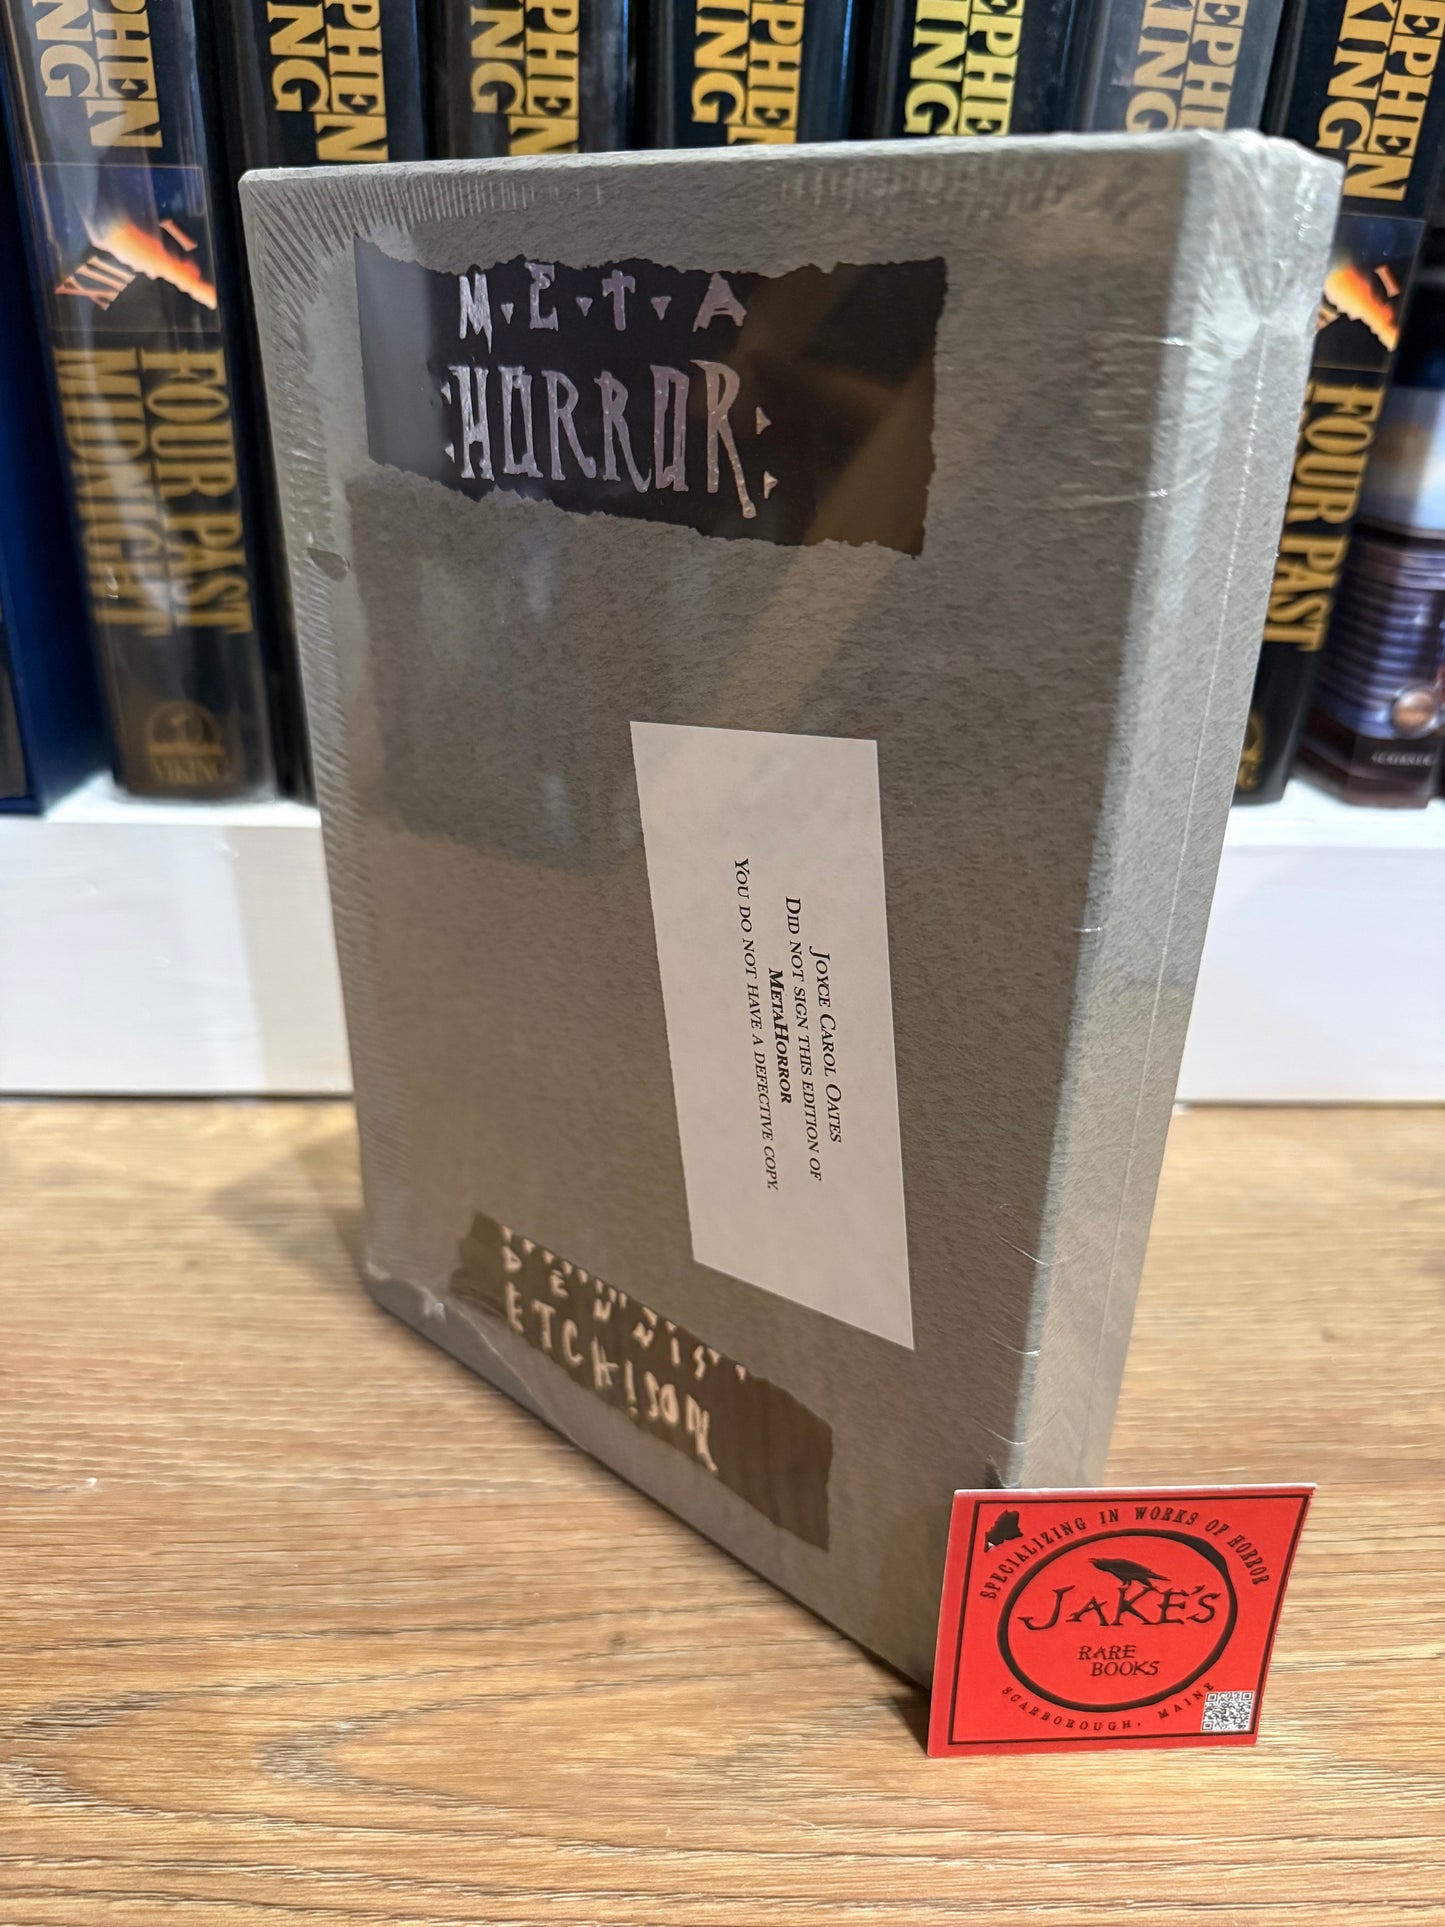 STEPHEN
KING
FOUR PAST
MIDNIGHT
VIKING
M·E·T·A
HORROR
JOYCE CAROL OATES
DID NOT SIGN THIS EDITION OF
METAHORROR
YOU DO NOT HAVE A DEFECTIVE COPY.
DENNIS
ETCHISON
SPECIALIZING IN WORKS OF HORROR
JAKE'S
RARE
BOOKS
SCARBOROUGH, MAINE
KING
FOUR PAST